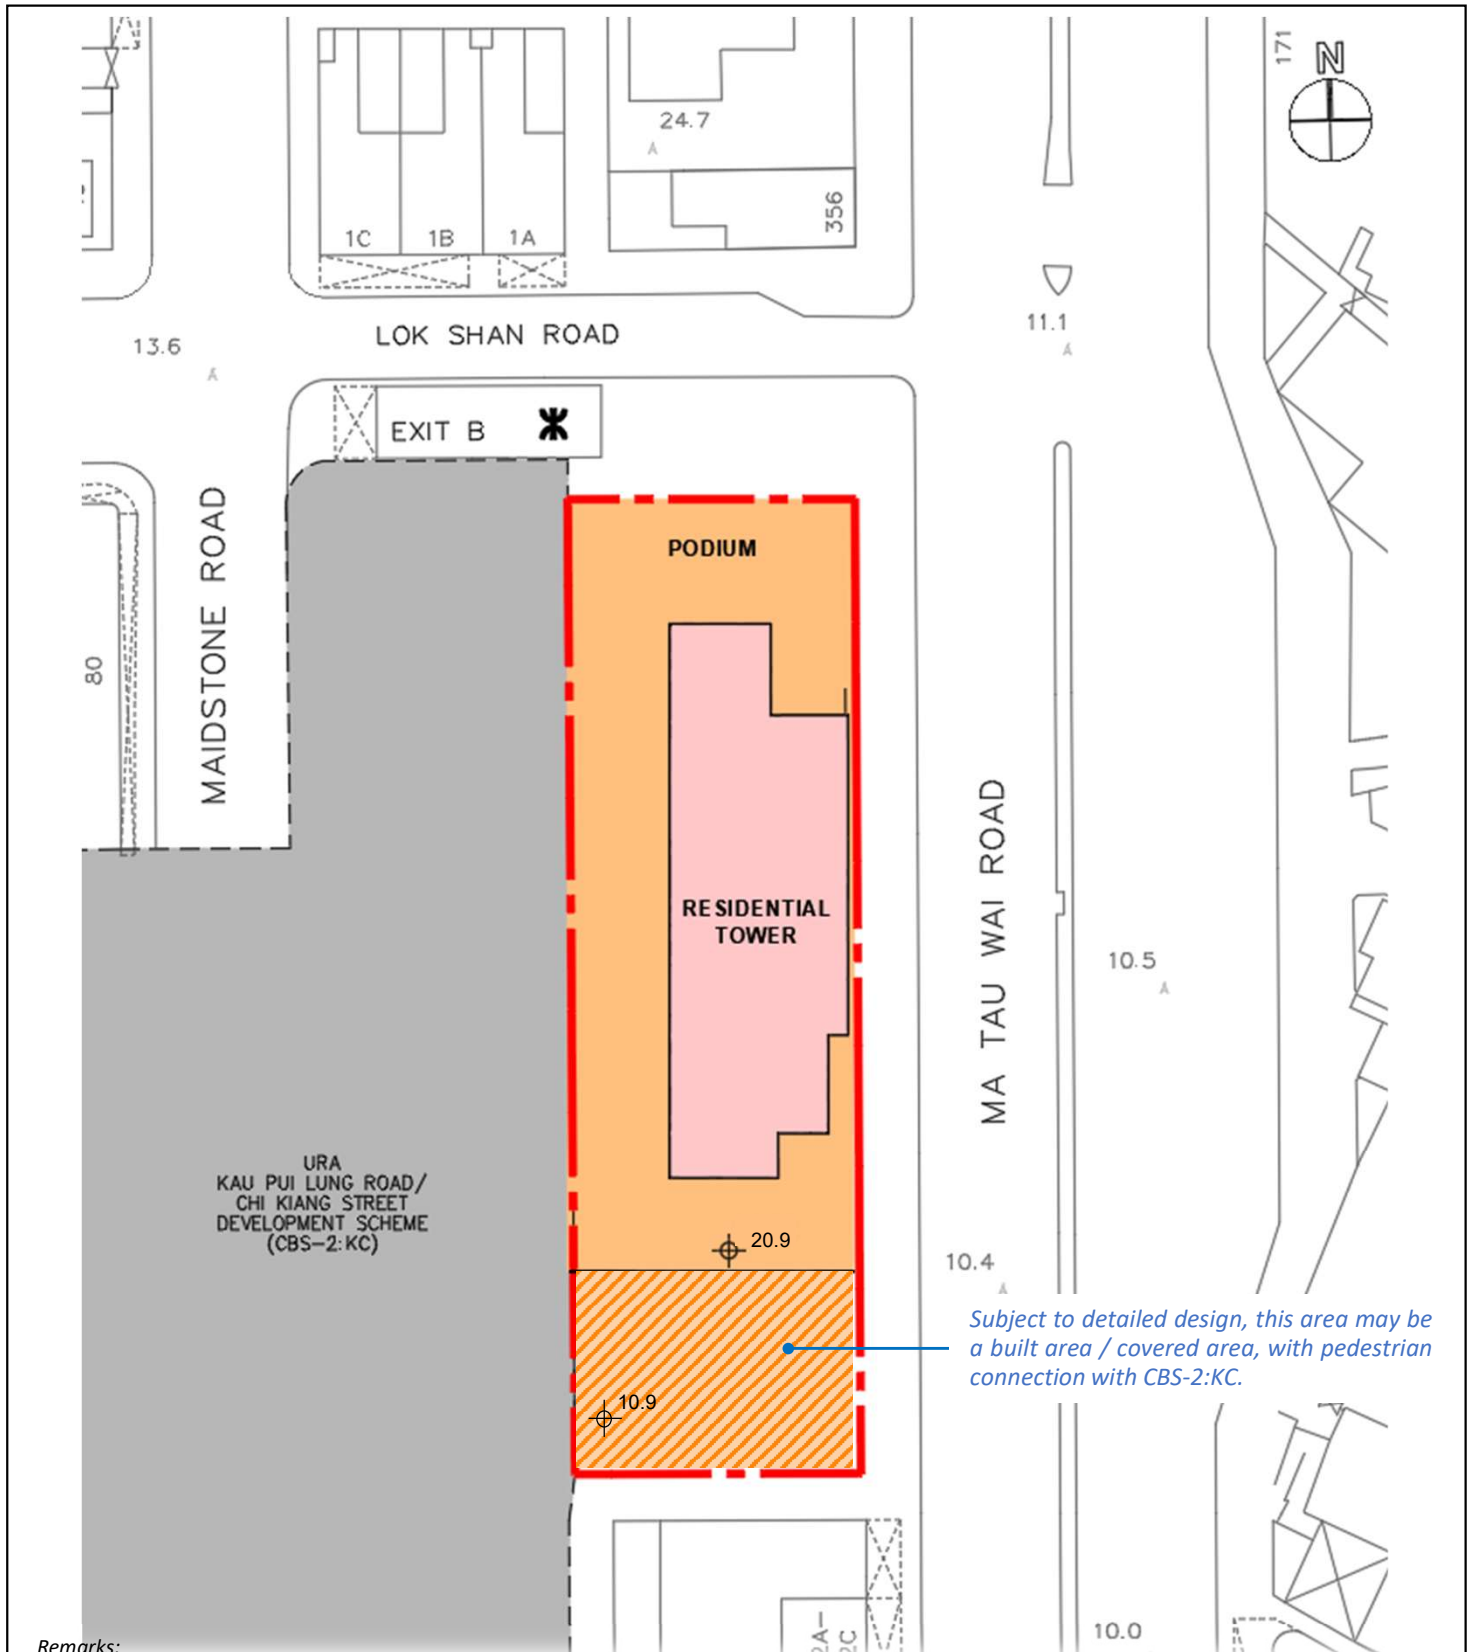 171
N
24.7
356
1C
1B
1A
LOK SHAN ROAD
11.1
13.6
EXIT B
MAIDSTONE ROAD
PODIUM
80
MA TAU WAI ROAD
RESIDENTIAL
TOWER
10.5
URA
KAU PUI LUNG ROAD/
CHI KIANG STREET
DEVELOPMENT SCHEME
(CBS-2:KC)
20.9
10.4
Subject to detailed design, this area may be
a built area / covered area, with pedestrian
connection with CBS-2:KC.
10.9
10.0
Remarks: